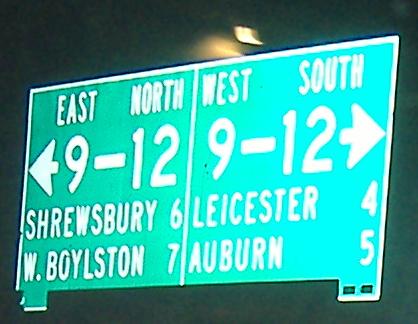 EAST NORTH WEST SOUTH
9-12 9-12
SHREWSBURY 6 LEICESTER 4
W. BOYLSTON 7 AUBURN 5